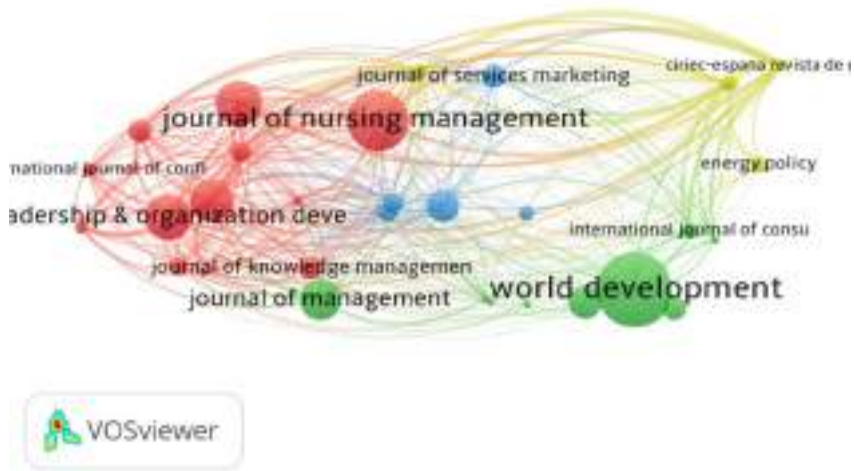 journal of services marketing
ciriec-espana revista de e
journal of nursing management
national journal of confl
energy policy
adership & organization deve
international journal of consu
journal of knowledge managemen
journal of management
world development
VOSviewer